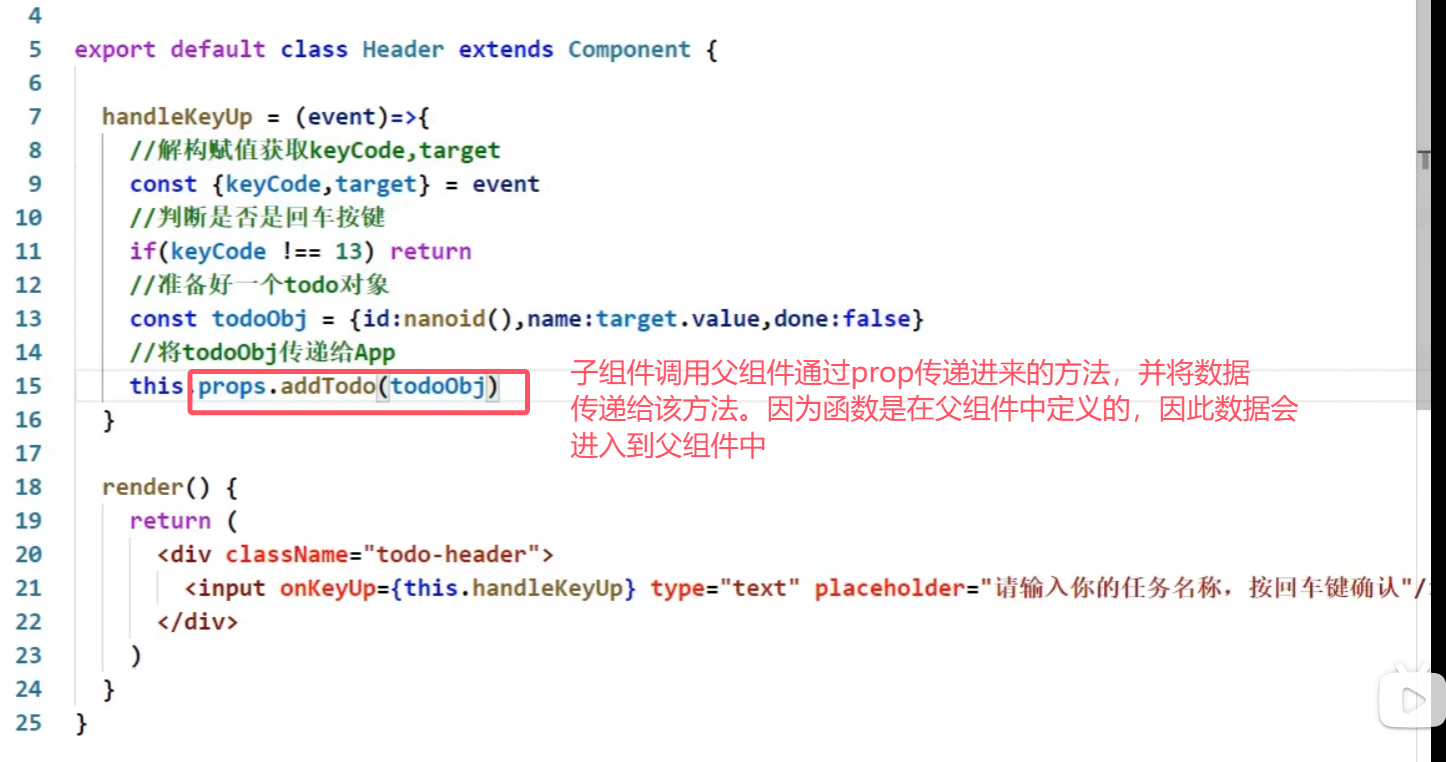 4
5 export default class Header extends Component {
6
7 handleKeyUp = (event)=>{
8 //解构赋值获取keyCode,target
9 const {keyCode,target} = event
10 //判断是否是回车按键
11 if(keyCode !== 13) return
12 //准备好一个todo对象
13 const todoObj = {id:nanoid(),name:target.value,done:false}
14 //将todoObj传递给App
15 this.props.addTodo(todoObj)
子组件调用父组件通过prop传递进来的方法，并将数据
传递给该方法。因为函数是在父组件中定义的，因此数据会
进入到父组件中
16 }
17
18 render() {
19 return (
20 <div className="todo-header">
21 <input onKeyUp={this.handleKeyUp} type="text" placeholder="请输入你的任务名称，按回车键确认"/
22 </div>
23 )
24 }
25 }